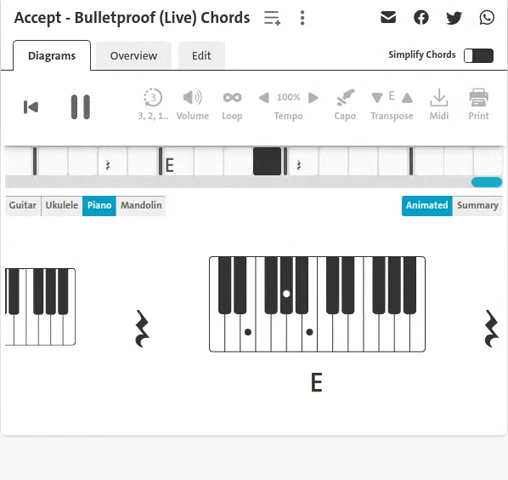 Accept - Bulletproof (Live) Chords
Diagrams Overview Edit Simplify Chords
3 100% E
3, 2, 1.. Volume Loop Tempo Capo Transpose Midi Print
E
Guitar Ukulele Piano Mandolin Animated Summary
E